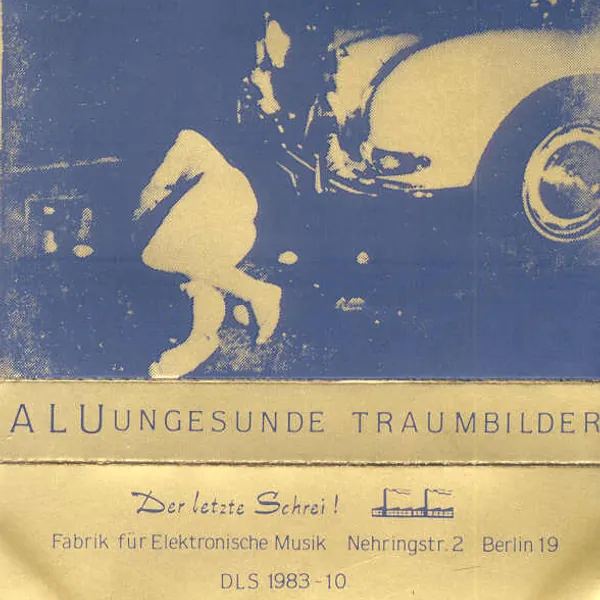 ALU UNGESUNDE TRAUMBILDER
Der letzte Schrei!
Fabrik für Elektronische Musik Nehringstr. 2 Berlin 19
DLS 1983-10